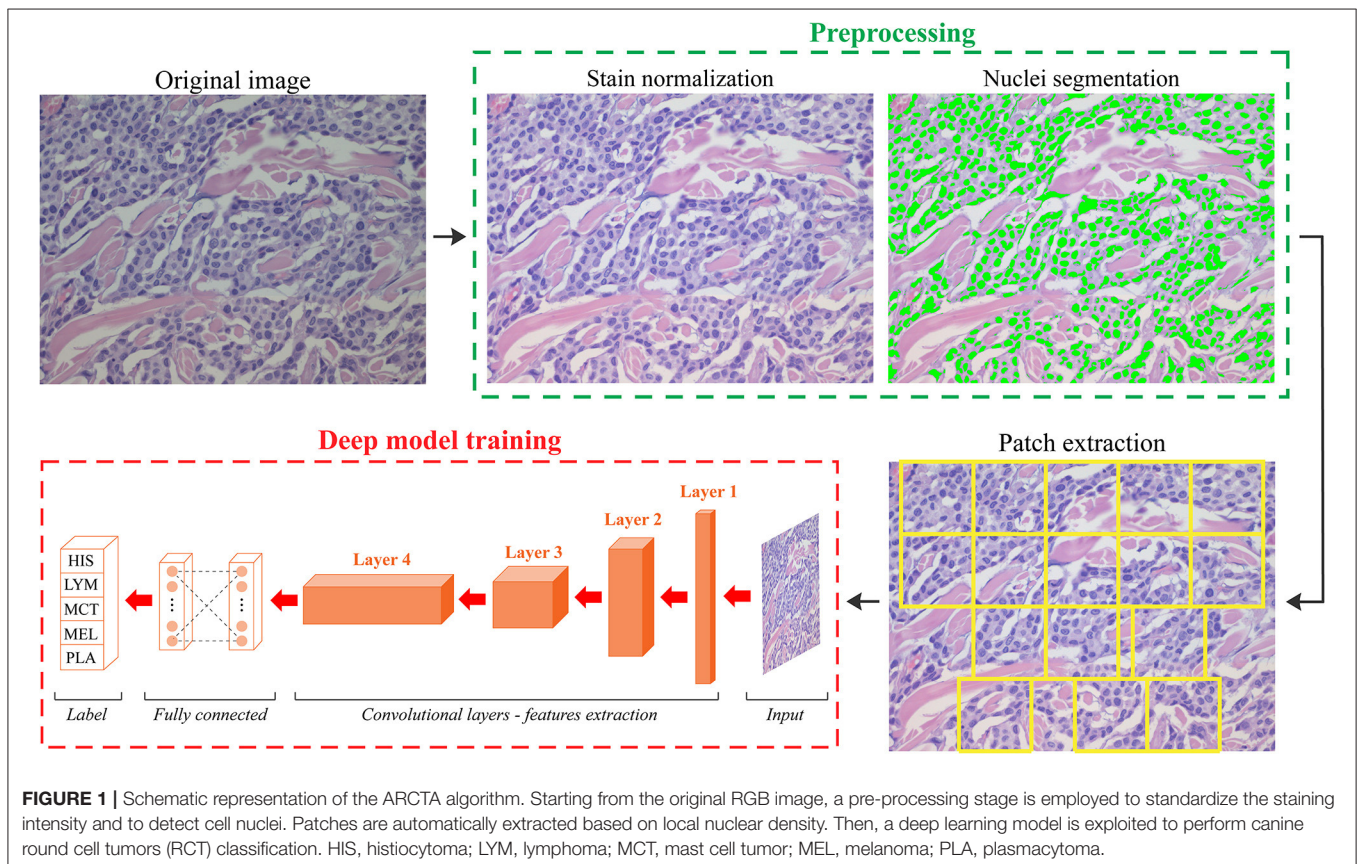 Preprocessing
Original image
Stain normalization
Nuclei segmentation
Deep model training
Patch extraction
Layer 1
Layer 2
Layer 3
Layer 4
HIS
LYM
MCT
MEL
PLA
Label
Fully connected
Convolutional layers - features extraction
Input
FIGURE 1 | Schematic representation of the ARCTA algorithm. Starting from the original RGB image, a pre-processing stage is employed to standardize the staining
intensity and to detect cell nuclei. Patches are automatically extracted based on local nuclear density. Then, a deep learning model is exploited to perform canine
round cell tumors (RCT) classification. HIS, histiocytoma; LYM, lymphoma; MCT, mast cell tumor; MEL, melanoma; PLA, plasmacytoma.